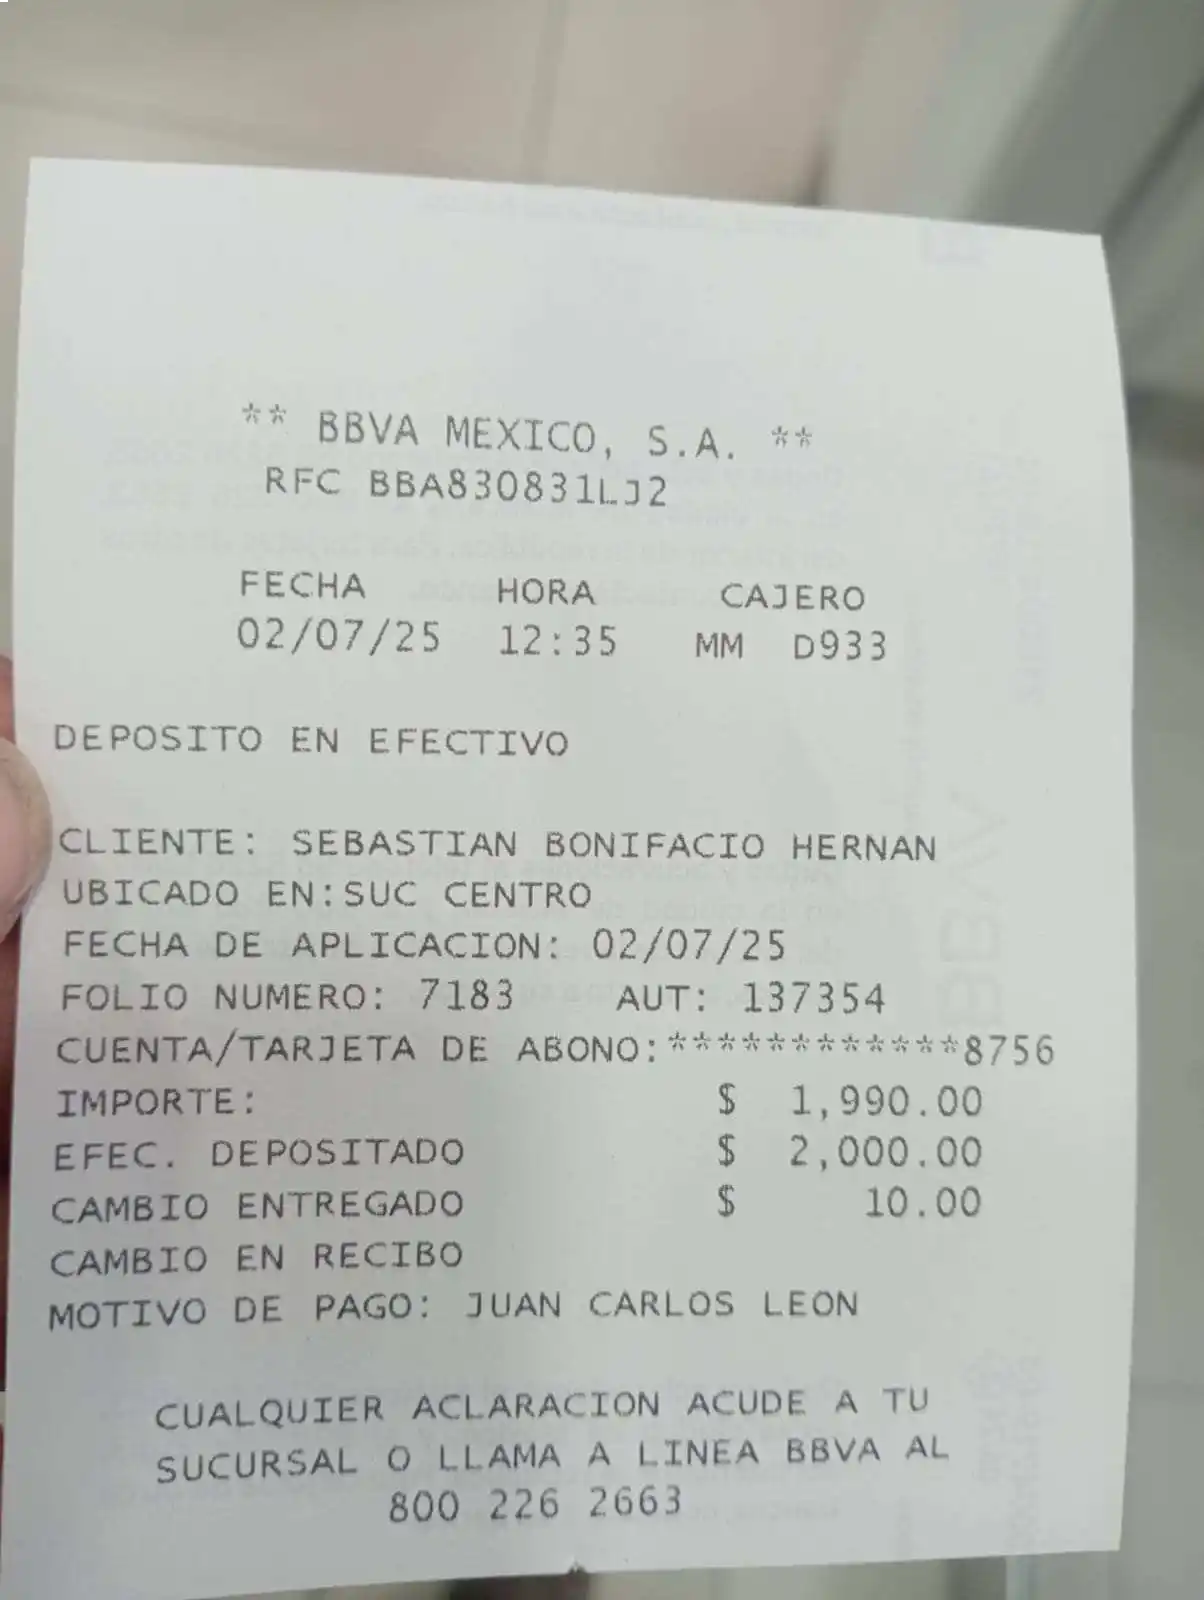 ** BBVA MEXICO, S.A. **
RFC BBA830831LJ2
FECHA HORA CAJERO
02/07/25 12:35 MM D933
DEPOSITO EN EFECTIVO
CLIENTE: SEBASTIAN BONIFACIO HERNAN
UBICADO EN:SUC CENTRO
FECHA DE APLICACION: 02/07/25
FOLIO NUMERO: 7183 AUT: 137354
CUENTA/TARJETA DE ABONO:************8756
IMPORTE: $ 1,990.00
EFEC. DEPOSITADO $ 2,000.00
CAMBIO ENTREGADO $ 10.00
CAMBIO EN RECIBO
MOTIVO DE PAGO: JUAN CARLOS LEON
CUALQUIER ACLARACION ACUDE A TU
SUCURSAL O LLAMA A LINEA BBVA AL
800 226 2663
BBVA